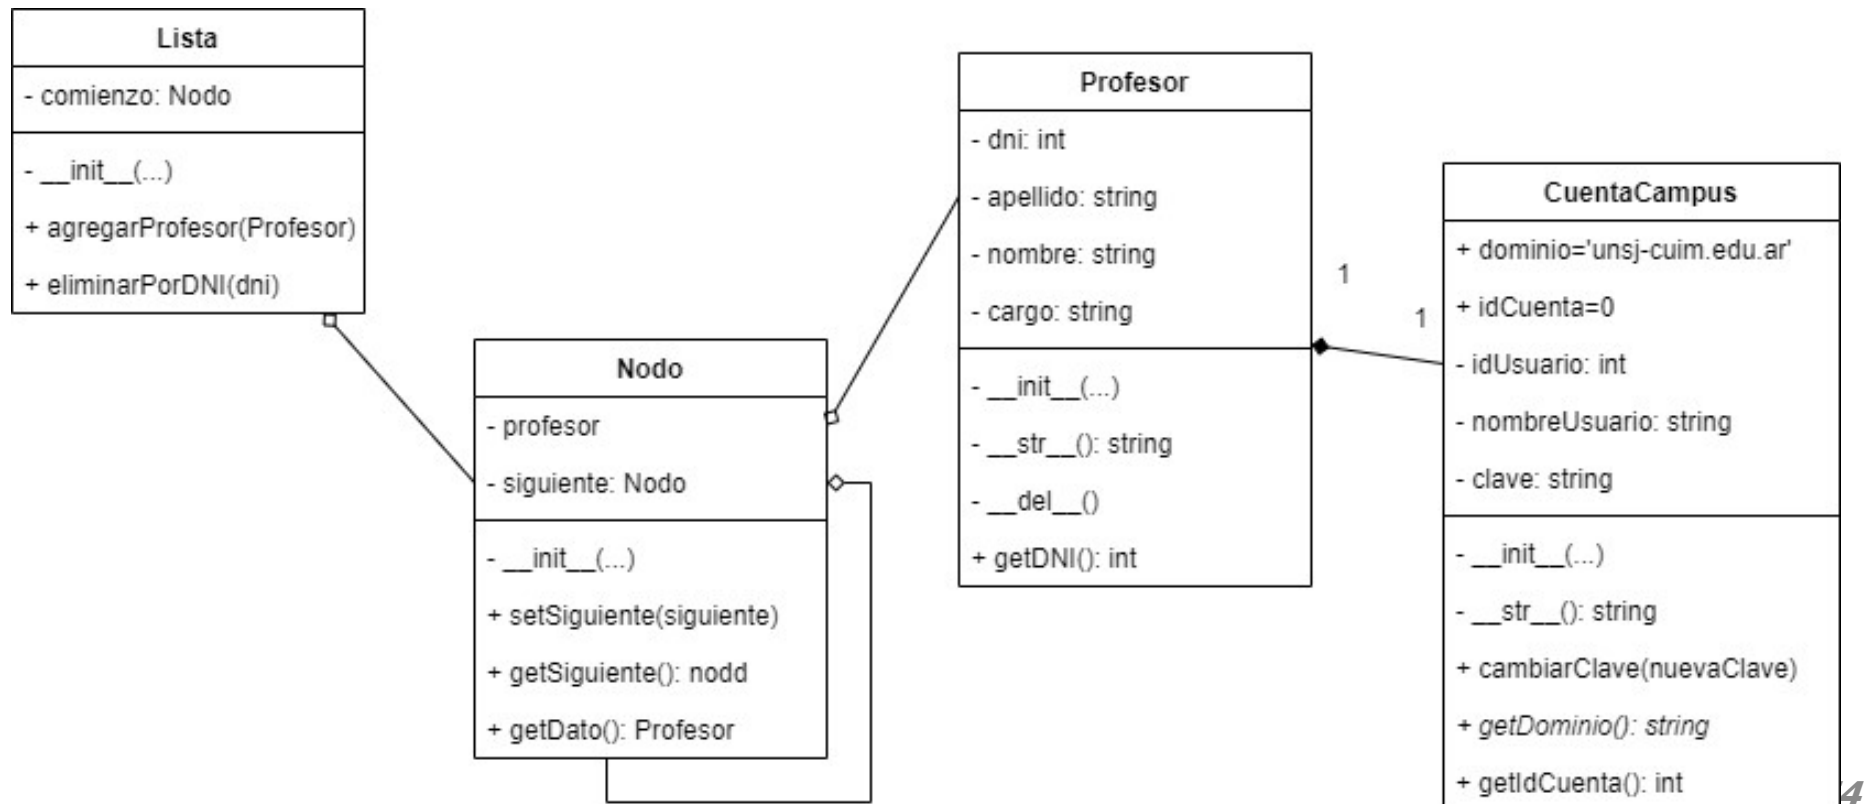 Lista
- comienzo: Nodo
- __init__(...)
+ agregarProfesor(Profesor)
+ eliminarPorDNI(dni)
Nodo
- profesor
- siguiente: Nodo
- __init__(...)
+ setSiguiente(siguiente)
+ getSiguiente(): nodd
+ getDato(): Profesor
Profesor
- dni: int
- apellido: string
- nombre: string
- cargo: string
- __init__(...)
- __str__(): string
- __del__()
+ getDNI(): int
1
1
CuentaCampus
+ dominio='unsj-cuim.edu.ar'
+ idCuenta=0
- idUsuario: int
- nombreUsuario: string
- clave: string
- __init__(...)
- __str__(): string
+ cambiarClave(nuevaClave)
+ getDominio(): string
+ getIdCuenta(): int